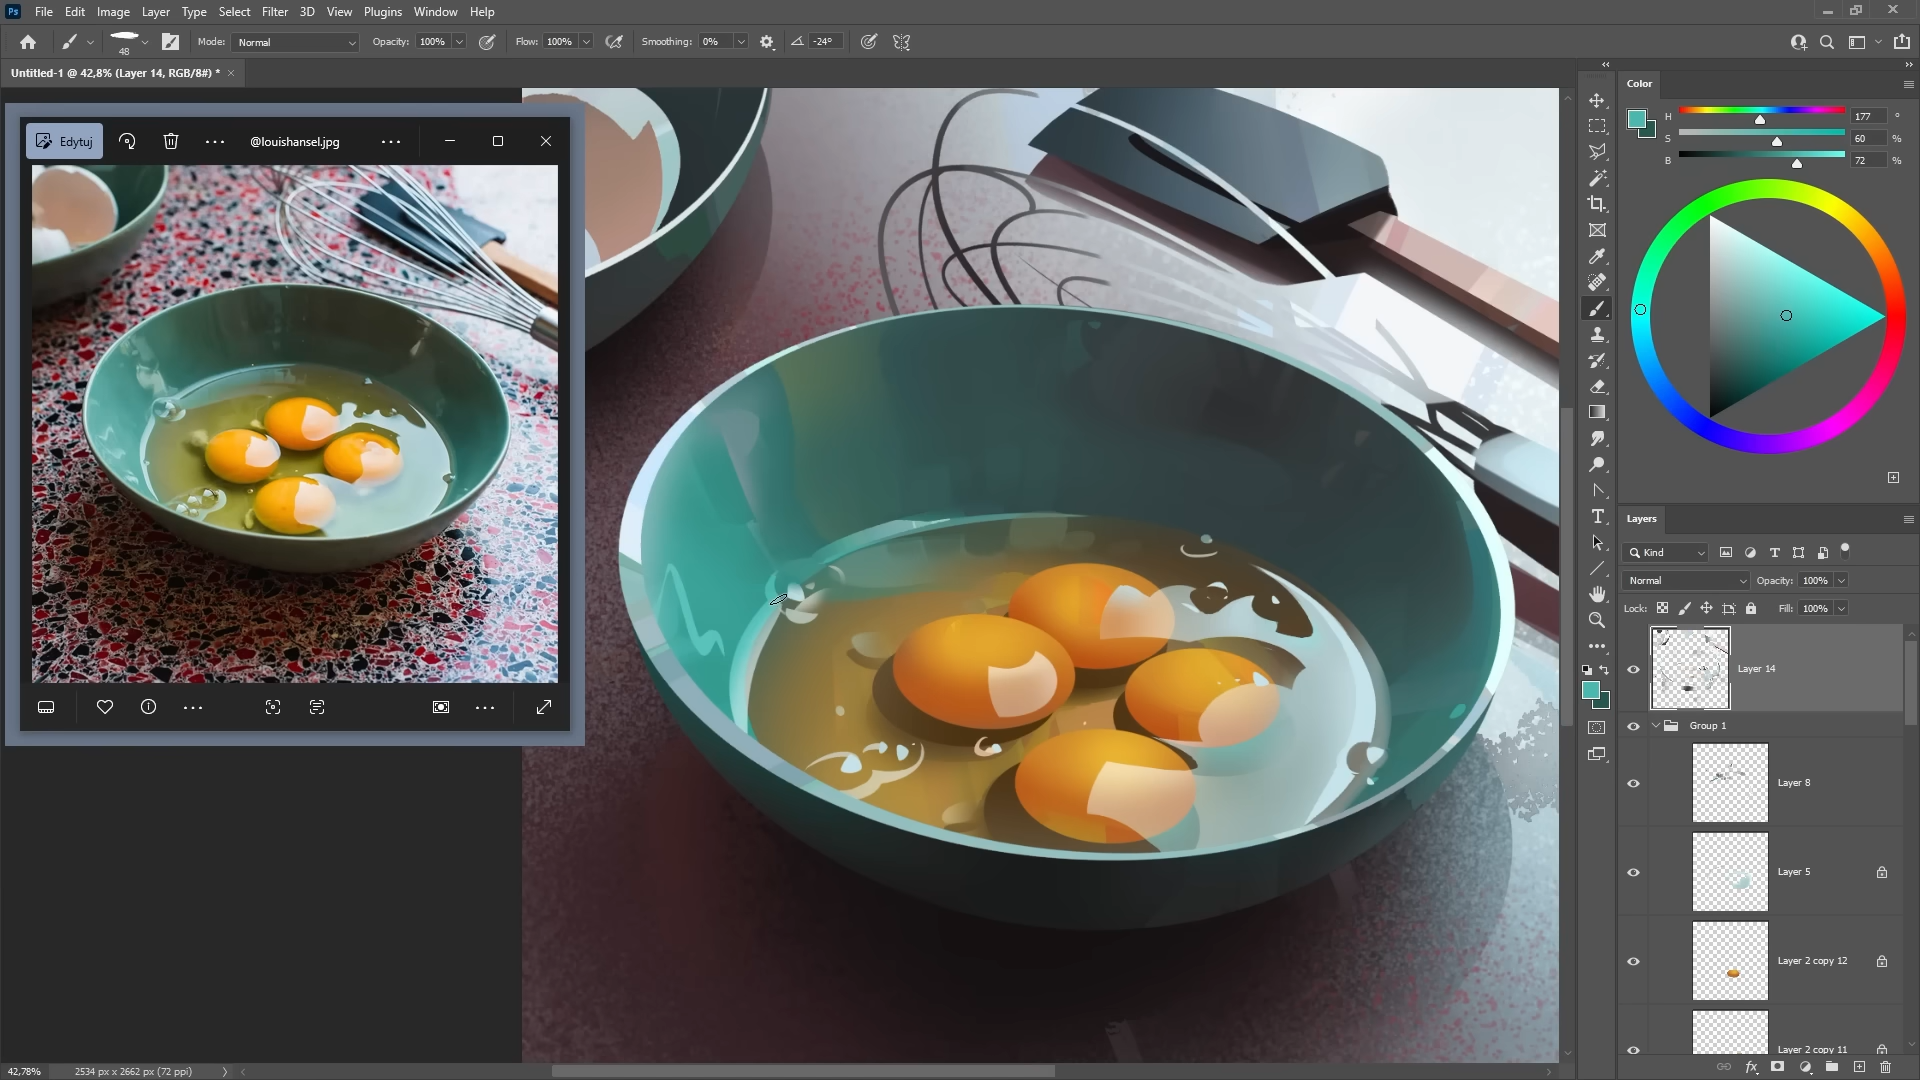 Ps File Edit Image Layer Type Select Filter 3D View Plugins Window Help
48 Mode: Normal Opacity: 100% Flow: 100% Smoothing: 0% -24°
Untitled-1 @ 42,8% (Layer 14, RGB/8#) * ×
Edytuj @louishansel.jpg
Color
H 177 °
S 60 %
B 72 %
Layers
Kind
Normal Opacity: 100%
Lock: Fill: 100%
Layer 14
Group 1
Layer 8
Layer 5
Layer 2 copy 12
Layer 2 copy 11
42,78% 2534 px x 2662 px (72 ppi)